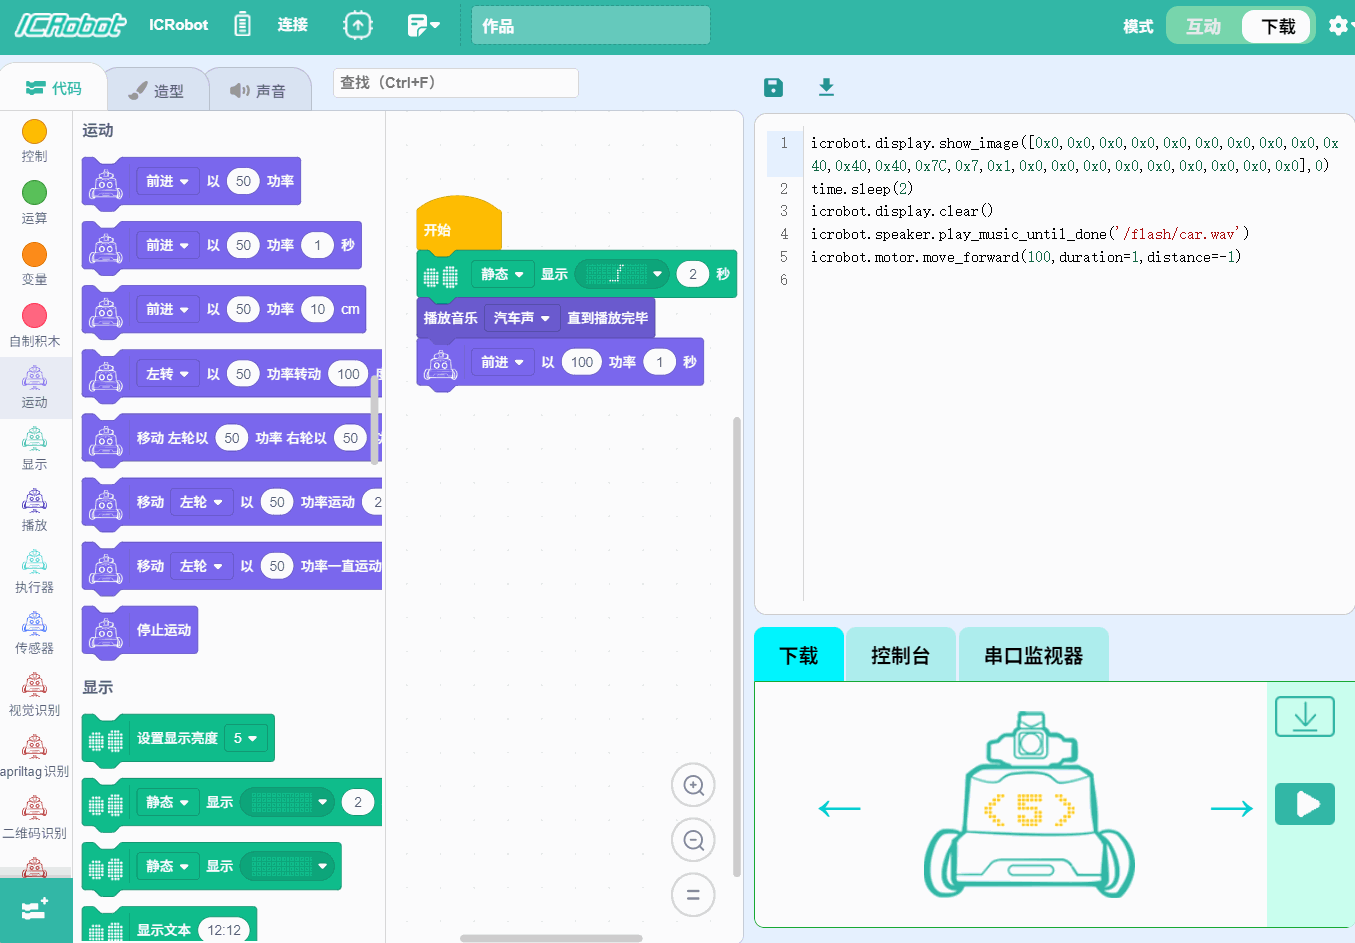 ICRobot ICRobot 连接 作品 模式 互动 下载
代码 造型 声音 查找（Ctrl+F）
控制
运算
变量
自制积木
运动
显示
播放
执行器
传感器
视觉识别
apriltag识别
二维码识别
运动
前进 以 50 功率
前进 以 50 功率 1 秒
前进 以 50 功率 10 cm
左转 以 50 功率转动 100
移动 左轮以 50 功率 右轮以 50
移动 左轮 以 50 功率运动 2
移动 左轮 以 50 功率一直运动
停止运动
显示
设置显示亮度 5
静态 显示 2
静态 显示
显示文本 12:12
开始
静态 显示 2 秒
播放音乐 汽车声 直到播放完毕
前进 以 100 功率 1 秒
1 icrobot.display.show_image([0x0,0x0,0x0,0x0,0x0,0x0,0x0,0x0,0x0,0x
40,0x40,0x40,0x7C,0x7,0x1,0x0,0x0,0x0,0x0,0x0,0x0,0x0,0x0],0)
2 time.sleep(2)
3 icrobot.display.clear()
4 icrobot.speaker.play_music_until_done('/flash/car.wav')
5 icrobot.motor.move_forward(100,duration=1,distance=-1)
6
下载 控制台 串口监视器
5